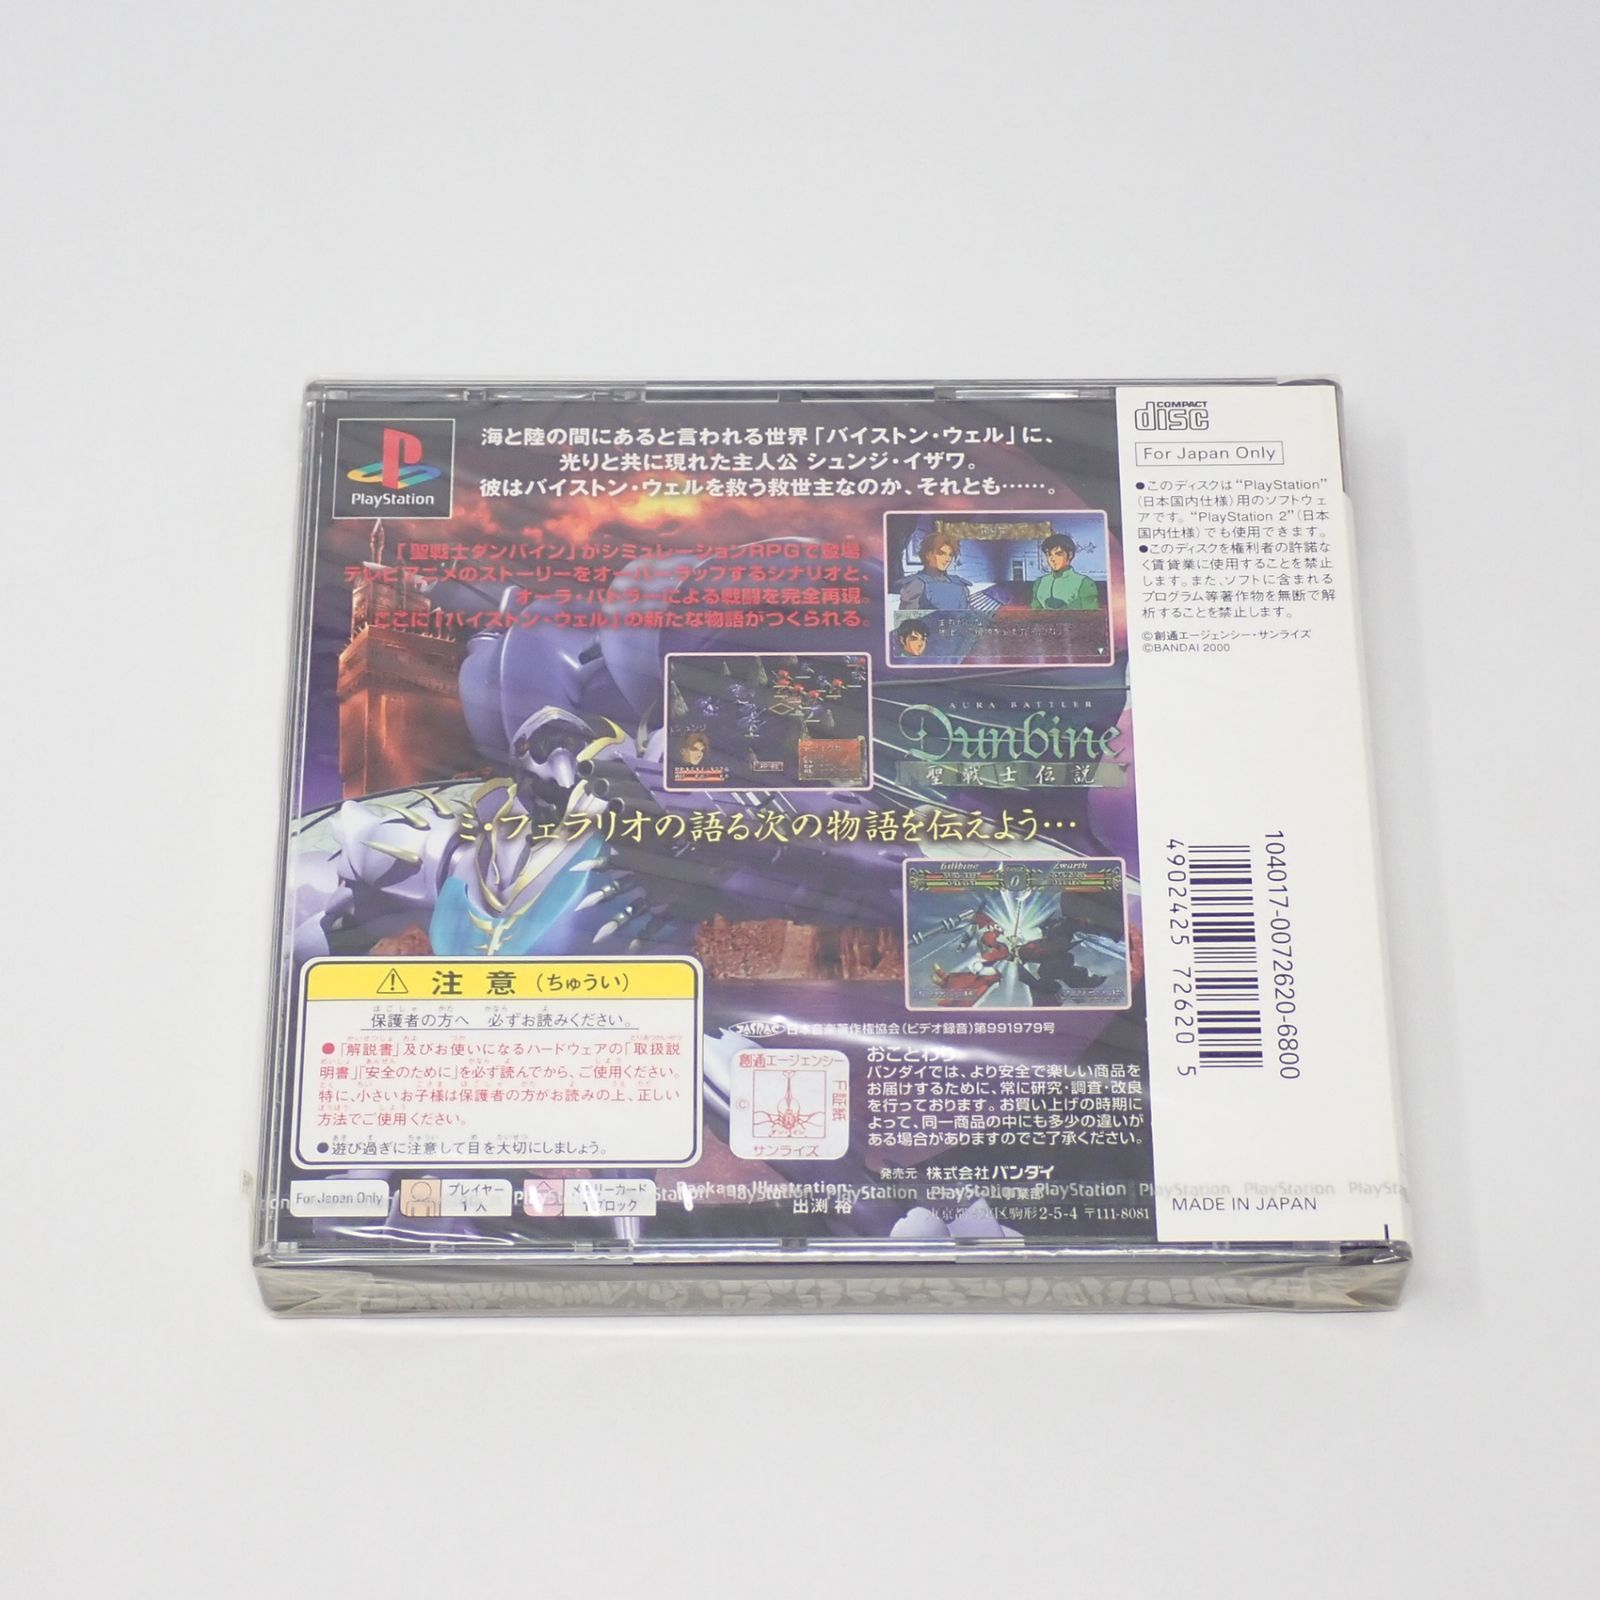 PlayStation
海と陸の間にあると言われる世界「バイストン・ウェル」に、
光りと共に現れた主人公 シュンジ・イザワ。
彼はバイストン・ウェルを救う救世主なのか、それとも……。
「聖戦士ダンバイン」がシミュレーションRPGで登場
テレビアニメのストーリーをオーバーラップするシナリオと、
オーラ・バトラーによる戦闘を完全再現。
ここに「バイストン・ウェル」の新たな物語がつくられる。
AURA BATTLER
Dunbine
聖戦士伝説
ミ・フェラリオの語る次の物語を伝えよう…
Billbine
Zwarth
注意(ちゅうい)
保護者の方へ 必ずお読みください。
●「解説書」及びお使いになるハードウェアの「取扱説
明書」「安全のために」を必ず読んでから、ご使用ください。
特に、小さいお子様は保護者の方がお読みの上、正しい
方法でご使用ください。
●遊び過ぎに注意して目を大切にしましょう。
For Japan Only
プレイヤー
1人
メモリーカード
1ブロック
JASRAC 日本音楽著作権協会(ビデオ録音)第991979号
創通エージェンシー
サンライズ
©
証紙
おことわり
バンダイでは、より安全で楽しい商品を
お届けするために、常に研究・調査・改良
を行っております。お買い上げの時期に
よって、同一商品の中にも多少の違いが
ある場合がありますのでご了承ください。
発売元 株式会社バンダイ
Package Illustration:
出渕 裕
駒形2-5-4 〒111-8081
PlayStation PlayStation PlayStation PlayStation PlayStation
COMPACT
disc
For Japan Only
●このディスクは“PlayStation”
(日本国内仕様)用のソフトウェ
アです。“PlayStation 2”(日本
国内仕様)でも使用できます。
●このディスクを権利者の許諾な
く賃貸業に使用することを禁止
します。また、ソフトに含まれる
プログラム等著作物を無断で解
析することを禁止します。
©創通エージェンシー・サンライズ
©BANDAI 2000
104017-0072620-6800
4902425 72620 5
MADE IN JAPAN